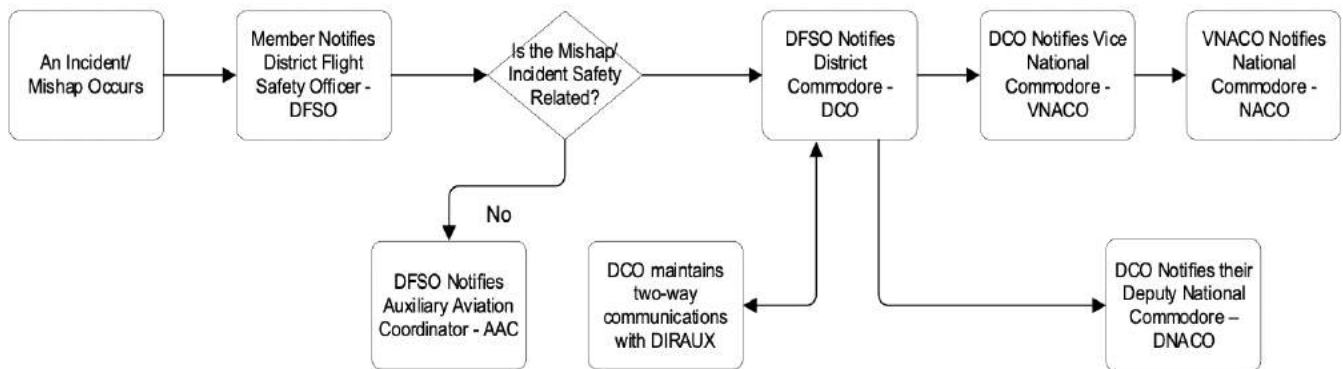 An Incident/
Mishap Occurs
Member Notifies
District Flight
Safety Officer -
DFSO
Is the Mishap/
Incident Safety
Related?
DFSO Notifies
District
Commodore -
DCO
DCO Notifies Vice
National
Commodore -
VNACO
VNACO Notifies
National
Commodore -
NACO
No
DFSO Notifies
Auxiliary Aviation
Coordinator - AAC
DCO maintains
two-way
communications
with DIRAUX
DCO Notifies their
Deputy National
Commodore –
DNACO